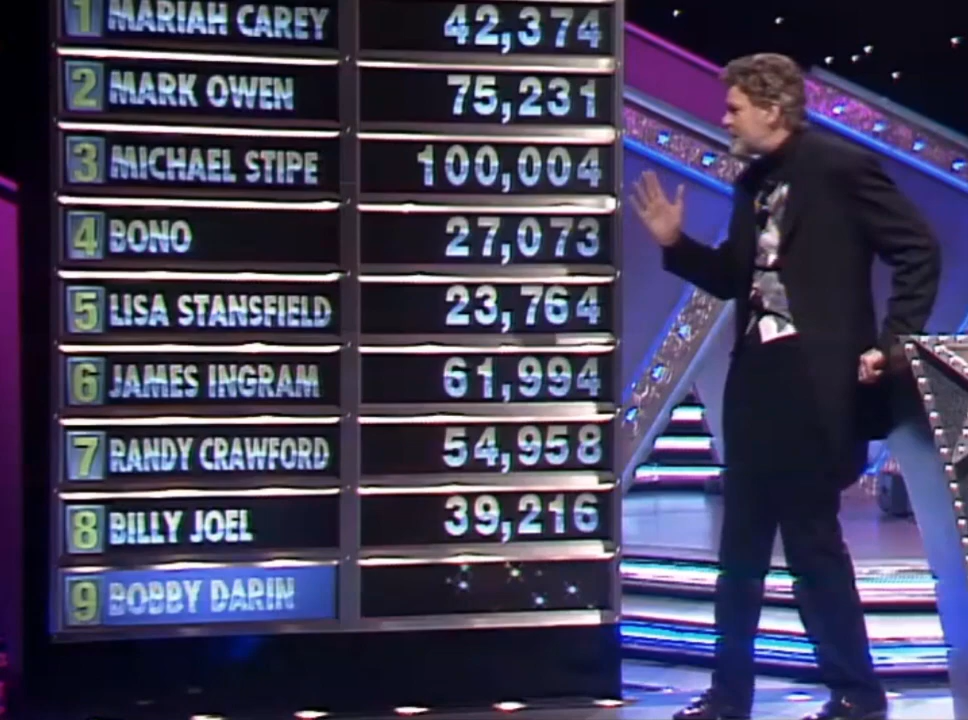 1 MARIAH CAREY 42,374
2 MARK OWEN 75,231
3 MICHAEL STIPE 100,004
4 BONO 27,073
5 LISA STANSFIELD 23,764
6 JAMES INGRAM 61,994
7 RANDY CRAWFORD 54,958
8 BILLY JOEL 39,216
9 BOBBY DARIN